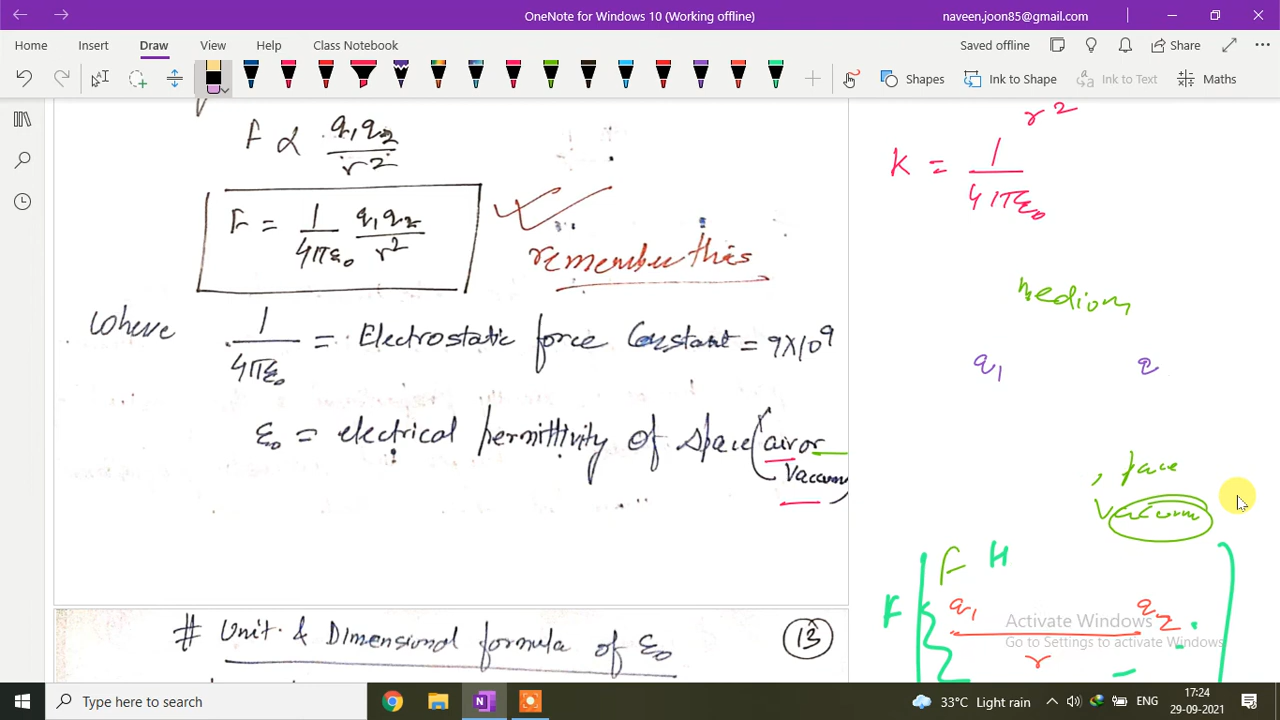 OneNote for Windows 10 (Working offline)
naveen.joon85@gmail.com
Home Insert Draw View Help Class Notebook
Saved offline Share
Shapes Ink to Shape Ink to Text Maths
F ∝ q1q2/r2
F = 1/4πε0 q1q2/r2
remember this
where 1/4πε0 = Electrostatic force Constant = 9X10^9
ε0 = electrical permittivity of space (air or
Vaccum)
# Unit & Dimensional formula of ε0
13
r2
K = 1/4πε0
medium
q1
Vaccum
F H
F
q1 q2
r
Activate Windows
Go to Settings to activate Windows.
Type here to search
33°C Light rain
ENG
17:24
29-09-2021